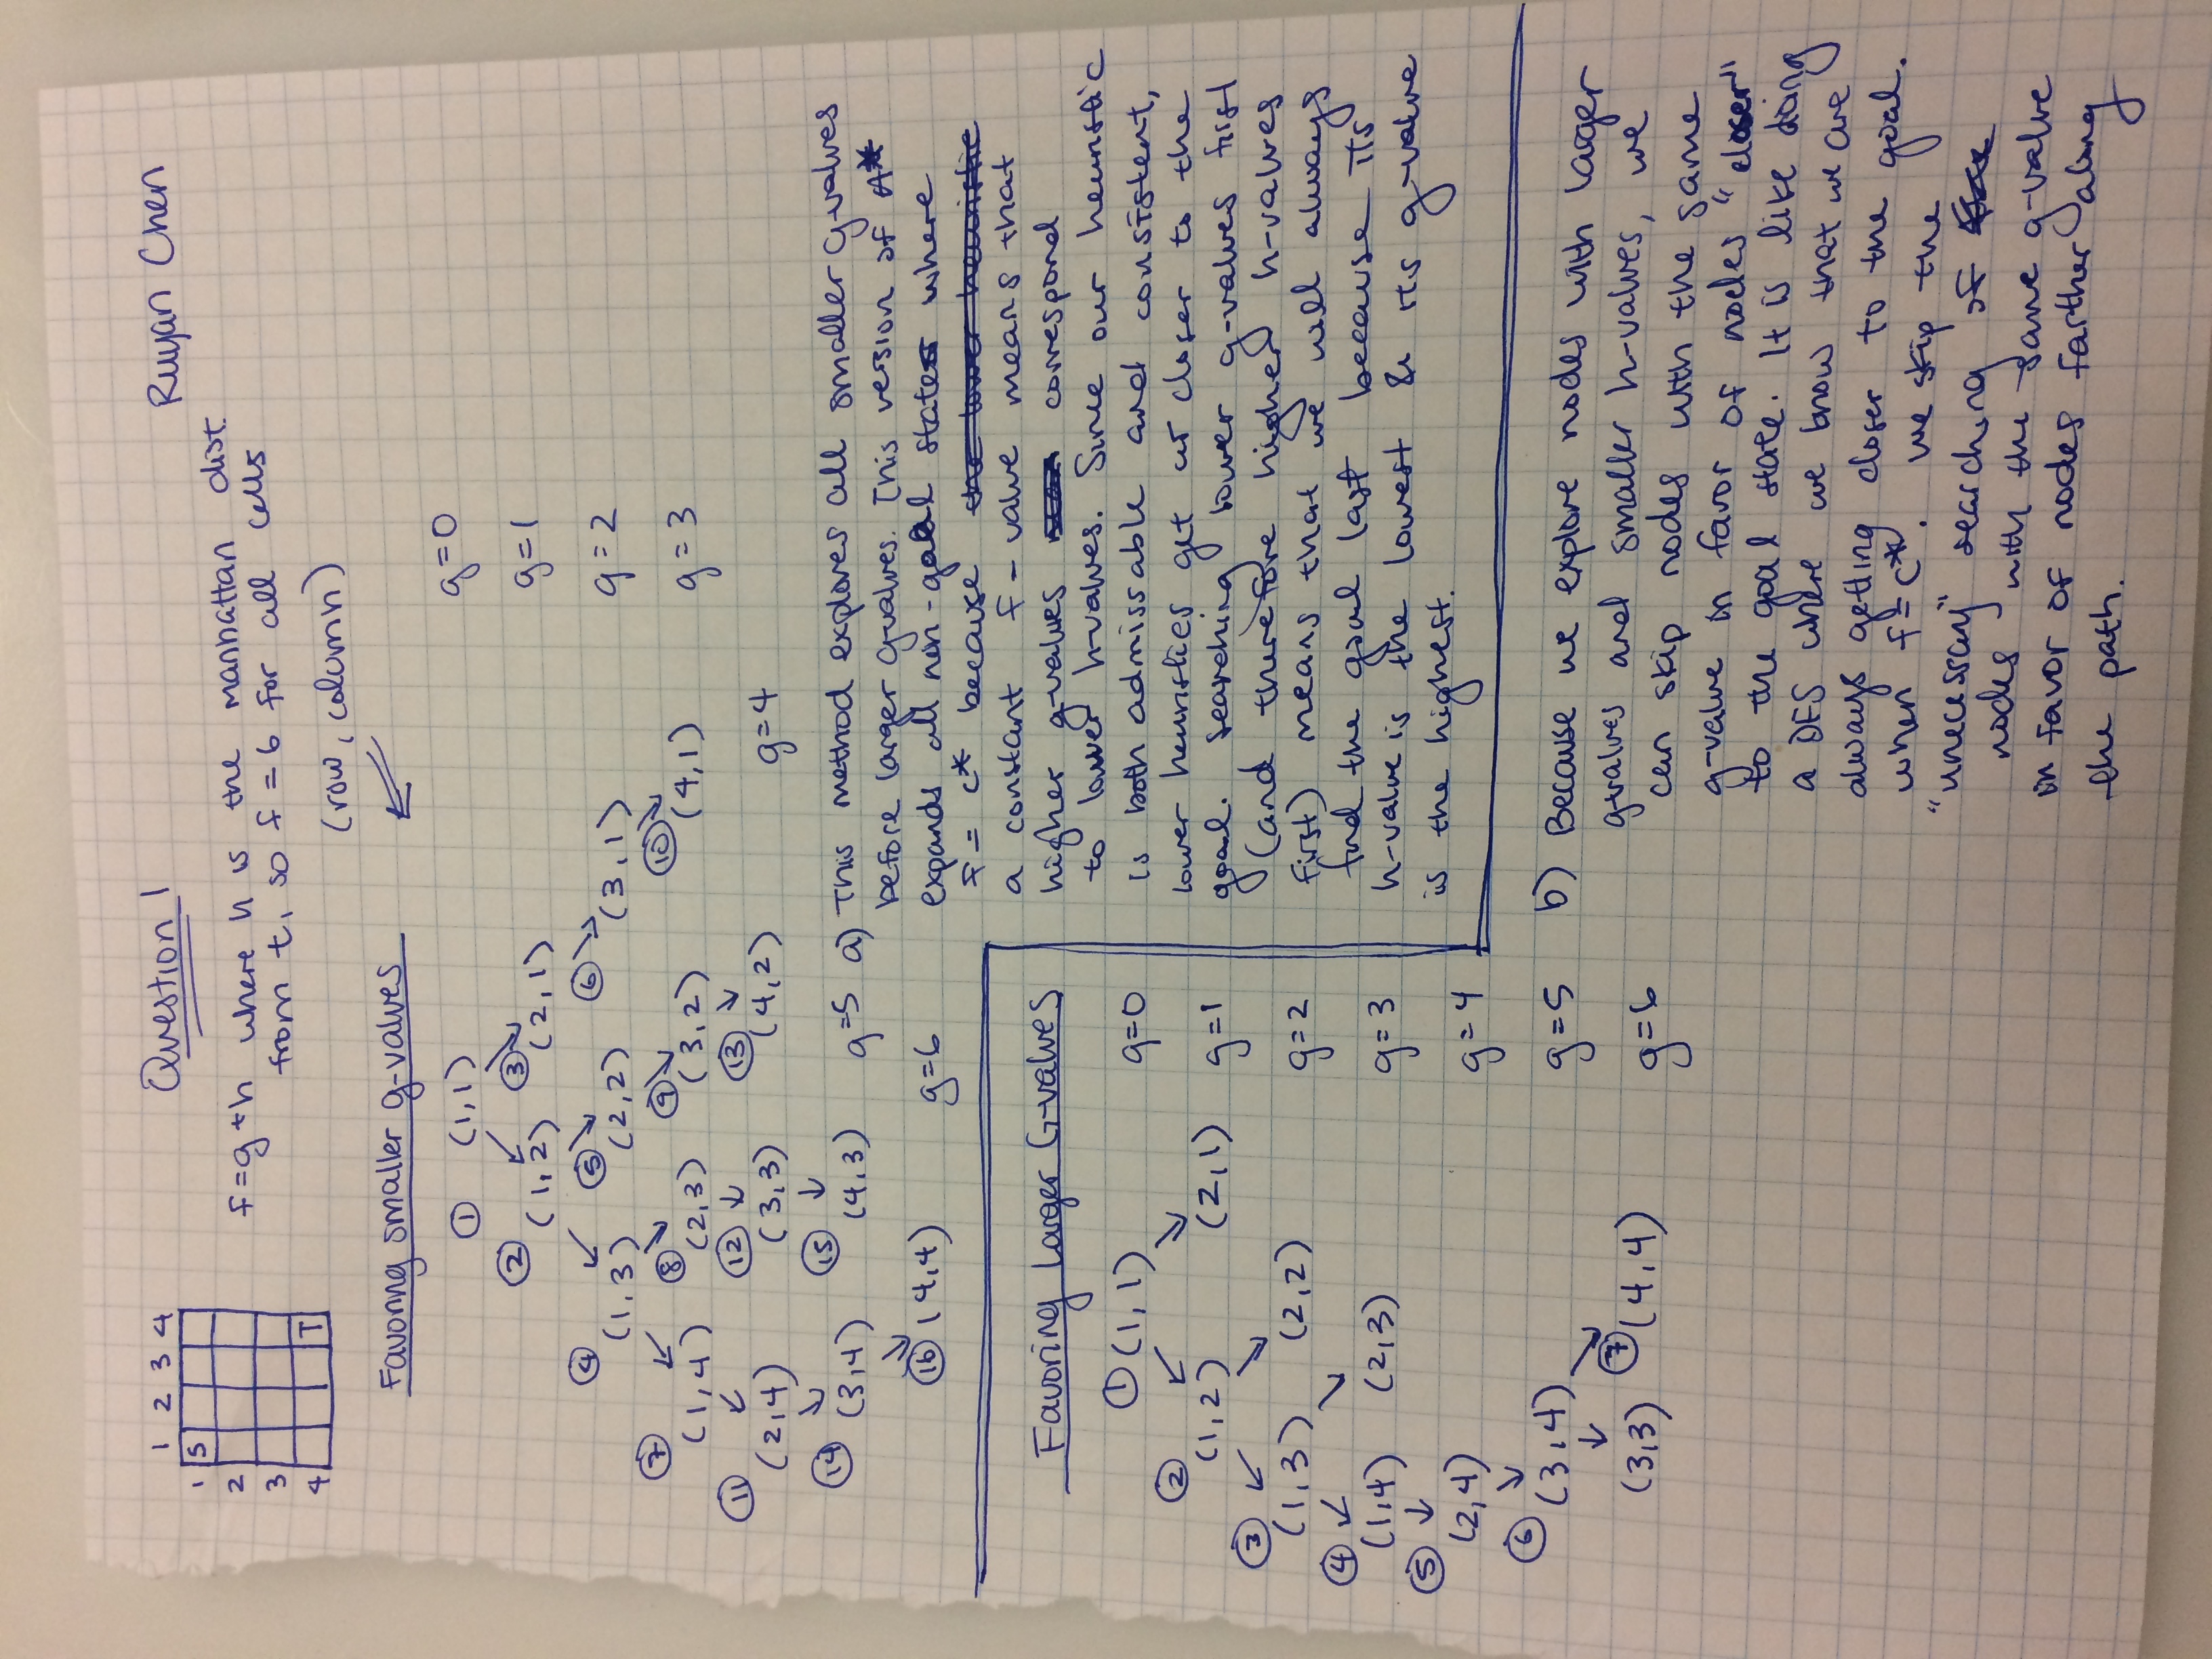 Question 1
Ruyan Chen
1 2 3 4
1 S
2
3
4 T
f=g+h where h is the manhattan dist.
from t, so f=6 for all cells
(row, column)
Favoring smaller g-values
① (1,1) g=0
② ③
(1,2) (2,1) g=1
④ ⑤ ⑥
(1,3) (2,2) (3,1) g=2
⑦ ⑧ ⑨ ⑩
(1,4) (2,3) (3,2) (4,1) g=3
⑪ ⑫ ⑬
(2,4) (3,3) (4,2) g=4
⑭ ⑮
(3,4) (4,3) g=5
⑯ (4,4) g=6
a) This method explores all smaller g-values
before larger g-values. This version of A*
expands all non-goal states where
f = c* because the lower heuristic
a constant f-value means that
higher g-values correspond
to lower h-values. Since our heuristic
is both admissable and consistent,
lower heuristics get us closer to the
goal. Searching lower g-values first
(and therefore higher h-values
first) means that we will always
find the goal last because its
h-value is the lowest & its g-value
is the highest.
Favoring Larger G-values
① (1,1) g=0
②
(1,2) (2,1) g=1
③
(1,3) (2,2) g=2
④
(1,4) (2,3) g=3
⑤
(2,4) g=4
⑥
(3,4) g=5
(3,3) ⑦ (4,4) g=6
b) Because we explore nodes with larger
g-values and smaller h-values, we
can skip nodes with the same
g-value in favor of nodes "closer"
to the goal state. It is like doing
a DFS where we know that we are
always getting closer to the goal.
when f=c*. We skip the
"unecessary" searching of
nodes with the same g-value
in favor of nodes farther along
the path.